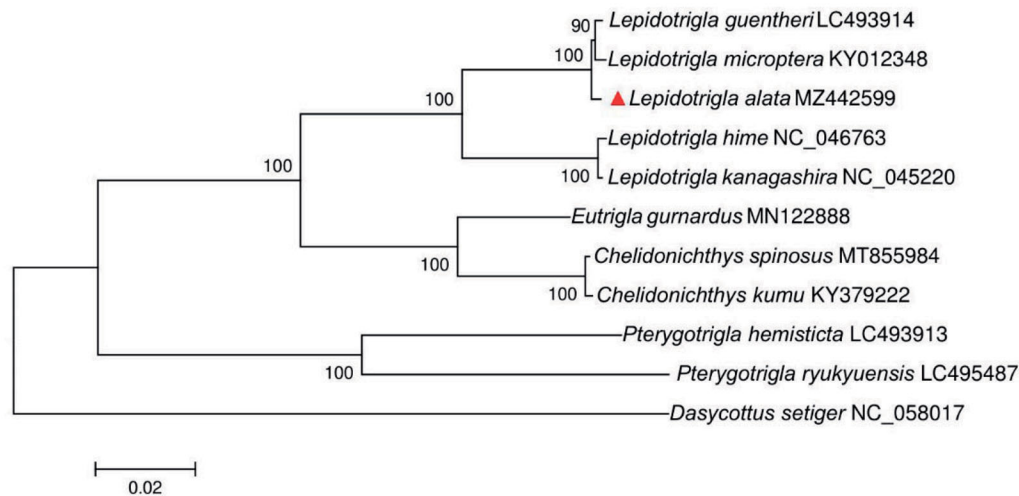 90 Lepidotrigla guentheri LC493914
100 Lepidotrigla microptera KY012348
100 Lepidotrigla alata MZ442599
100 Lepidotrigla hime NC_046763
100 Lepidotrigla kanagashira NC_045220
Eutrigla gurnardus MN122888
100 Chelidonichthys spinosus MT855984
100 Chelidonichthys kumu KY379222
Pterygotrigla hemisticta LC493913
100 Pterygotrigla ryukyuensis LC495487
Dasycottus setiger NC_058017
0.02